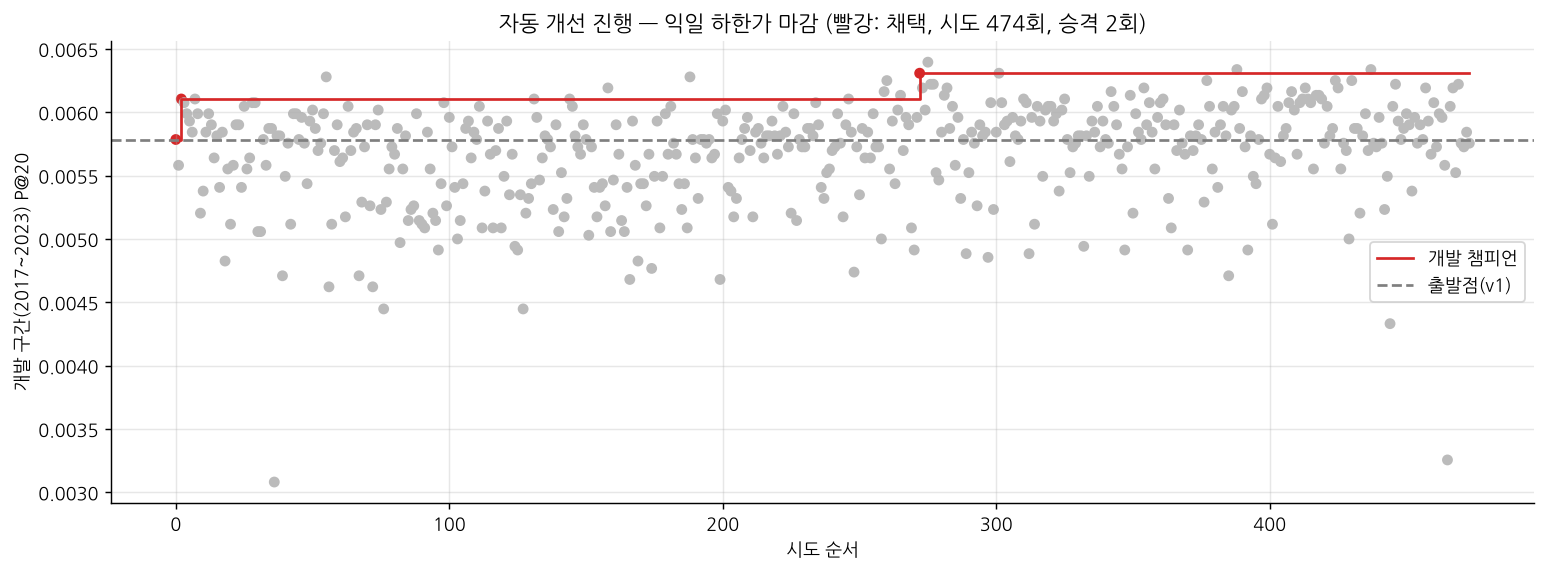 자동 개선 진행 — 익일 하한가 마감 (빨강: 채택, 시도 474회, 승격 2회)
개발 구간(2017~2023) P@20
0.0065
0.0060
0.0055
0.0050
0.0045
0.0040
0.0035
0.0030
개발 챔피언
출발점(v1)
0
100
200
300
400
시도 순서